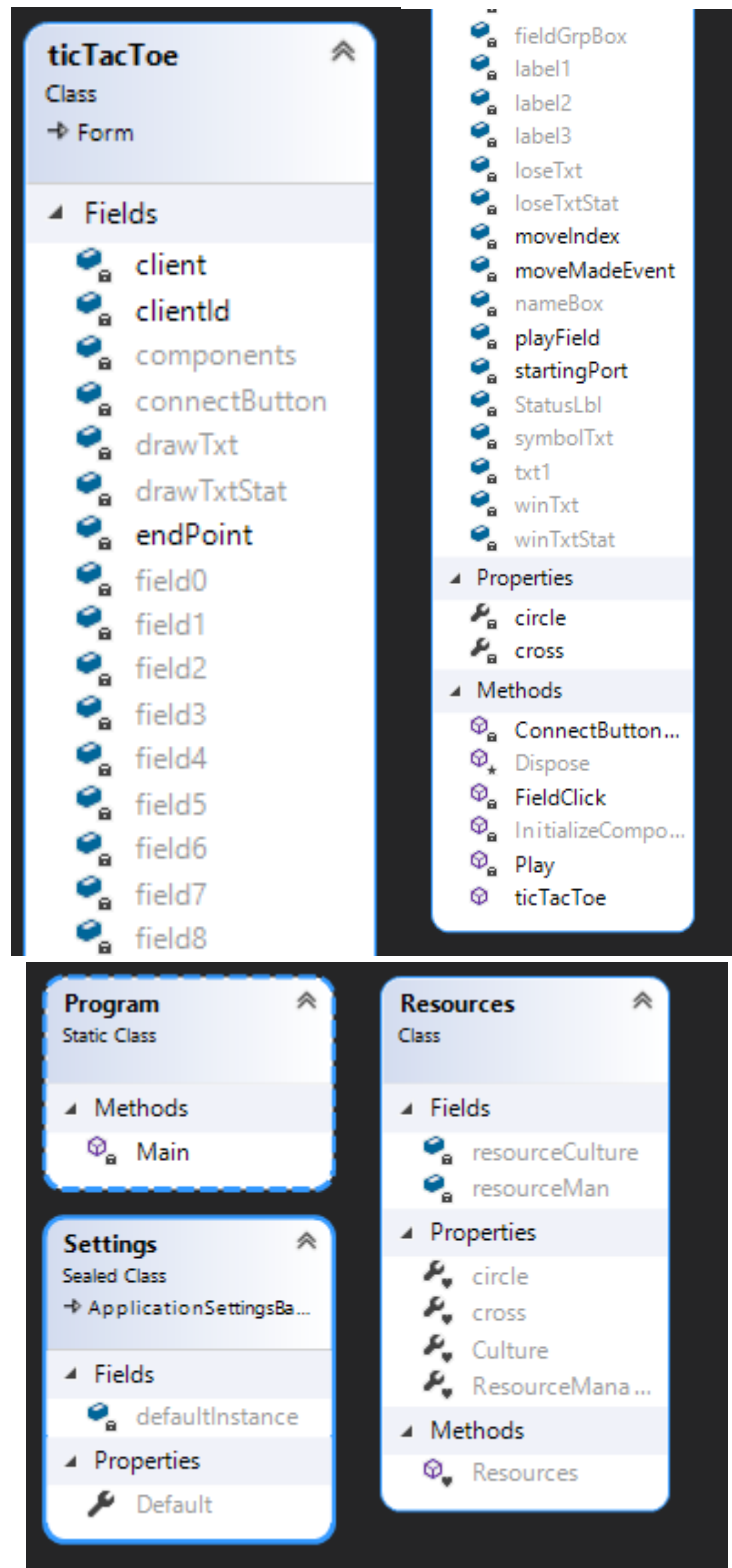 ticTacToe
Class
Form
Fields
client
clientId
components
connectButton
drawTxt
drawTxtStat
endPoint
field0
field1
field2
field3
field4
field5
field6
field7
field8
fieldGrpBox
label1
label2
label3
loseTxt
loseTxtStat
moveIndex
moveMadeEvent
nameBox
playField
startingPort
StatusLbl
symbolTxt
txt1
winTxt
winTxtStat
Properties
circle
cross
Methods
ConnectButton...
Dispose
FieldClick
InitializeCompo...
Play
ticTacToe
Program
Static Class
Methods
Main
Settings
Sealed Class
ApplicationSettingsBa...
Fields
defaultInstance
Properties
Default
Resources
Class
Fields
resourceCulture
resourceMan
Properties
circle
cross
Culture
ResourceMana...
Methods
Resources